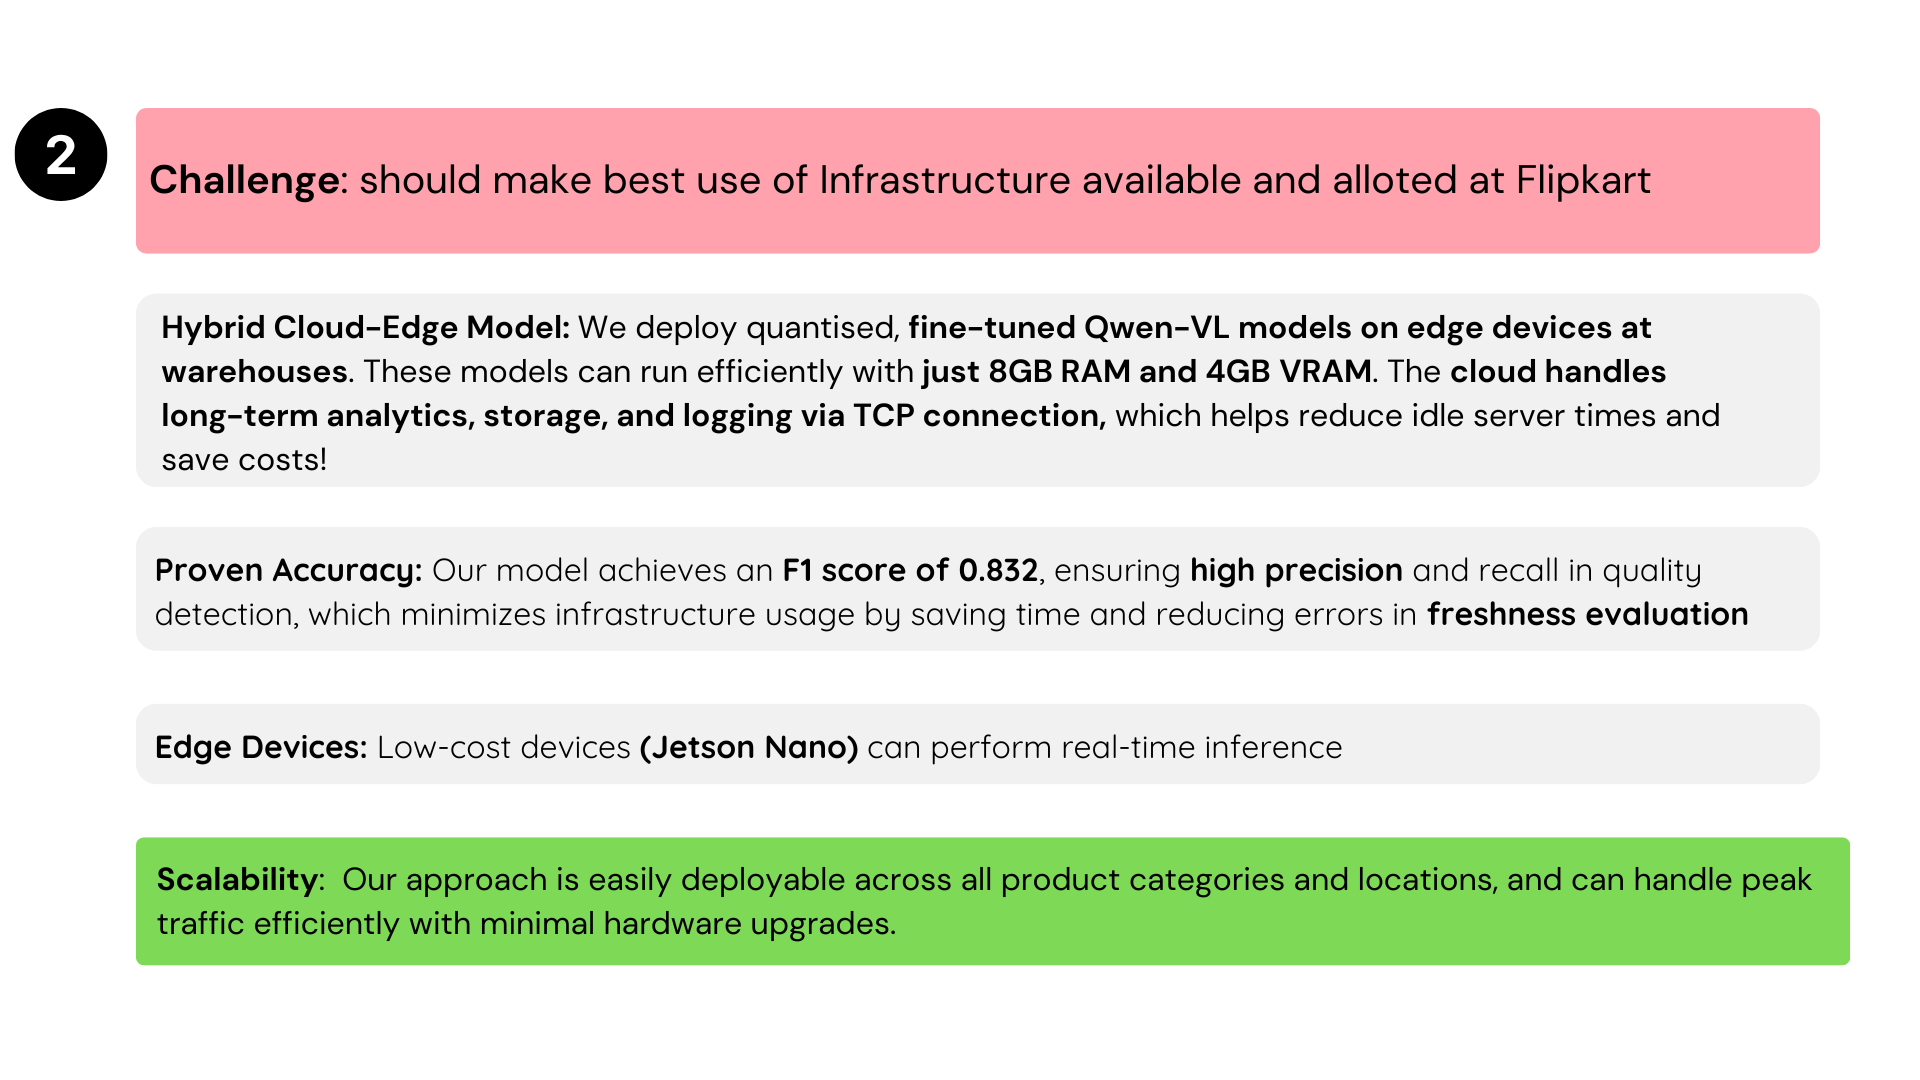 2
Challenge: should make best use of Infrastructure available and alloted at Flipkart
Hybrid Cloud-Edge Model: We deploy quantised, fine-tuned Qwen-VL models on edge devices at
warehouses. These models can run efficiently with just 8GB RAM and 4GB VRAM. The cloud handles
long-term analytics, storage, and logging via TCP connection, which helps reduce idle server times and
save costs!
Proven Accuracy: Our model achieves an F1 score of 0.832, ensuring high precision and recall in quality
detection, which minimizes infrastructure usage by saving time and reducing errors in freshness evaluation
Edge Devices: Low-cost devices (Jetson Nano) can perform real-time inference
Scalability: Our approach is easily deployable across all product categories and locations, and can handle peak
traffic efficiently with minimal hardware upgrades.